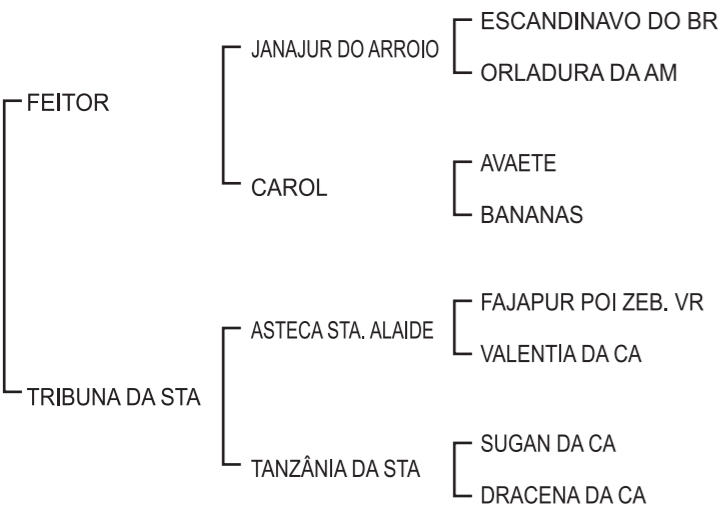 ESCANDINAVO DO BR
JANAJUR DO ARROIO
ORLADURA DA AM
FEITOR
AVAETE
CAROL
BANANAS
FAJAPUR POI ZEB. VR
ASTECA STA. ALAIDE
VALENTIA DA CA
TRIBUNA DA STA
SUGAN DA CA
TANZÂNIA DA STA
DRACENA DA CA